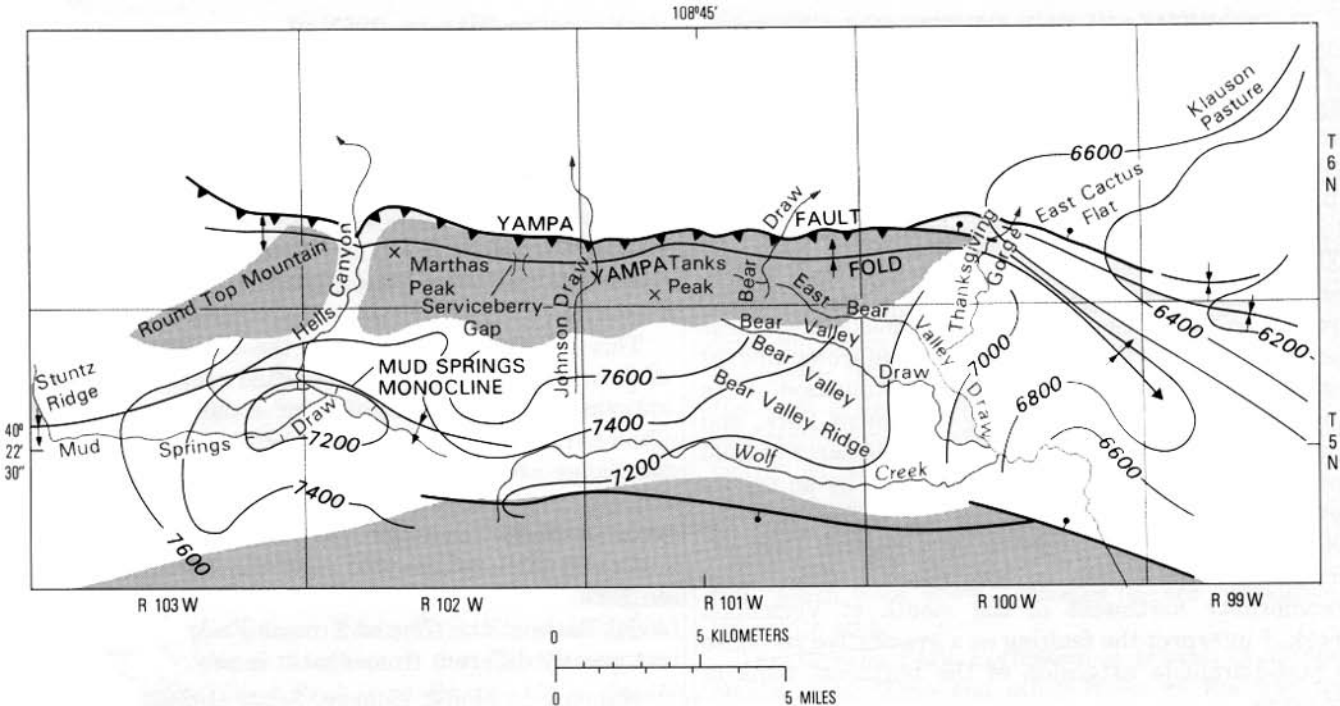 108°45'
Klauson
Pasture
T
6
N
6600
East Cactus
Flat
YAMPA
FAULT
Draw
Thanksgiving
Gorge
Round Top Mountain
Hells Canyon
Marthas
Peak
Serviceberry
Gap
Johnson Draw
YAMPA
Tanks
Peak
FOLD
Bear
East Bear
Valley Draw
6400
6200
Bear Valley
Draw
Bear Valley
Bear Valley Ridge
7000
6800
6600
Stuntz
Ridge
MUD SPRINGS
MONOCLINE
7600
7400
7200
Wolf
Creek
40°
22'
30"
Mud Springs Draw
7200
7400
7600
T
5
N
R 103 W
R 102 W
R 101 W
R 100 W
R 99 W
0 5 KILOMETERS
0 5 MILES